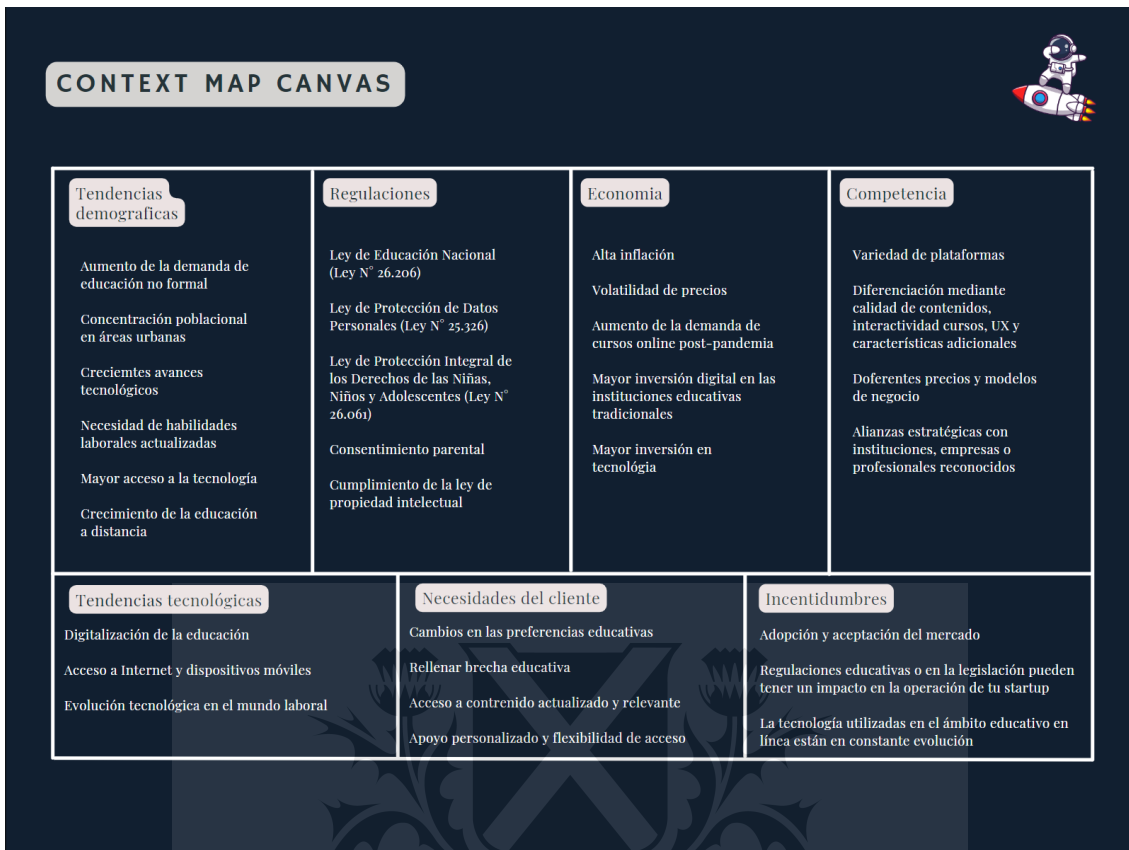 CONTEXT MAP CANVAS
Tendencias
demograficas
Aumento de la demanda de
educación no formal
Concentración poblacional
en áreas urbanas
Creciemtes avances
tecnológicos
Necesidad de habilidades
laborales actualizadas
Mayor acceso a la tecnología
Crecimiento de la educación
a distancia
Regulaciones
Ley de Educación Nacional
(Ley N° 26.206)
Ley de Protección de Datos
Personales (Ley N° 25.326)
Ley de Protección Integral de
los Derechos de las Niñas,
Niños y Adolescentes (Ley N°
26.061)
Consentimiento parental
Cumplimiento de la ley de
propiedad intelectual
Economia
Alta inflación
Volatilidad de precios
Aumento de la demanda de
cursos online post-pandemia
Mayor inversión digital en las
instituciones educativas
tradicionales
Mayor inversión en
tecnológia
Competencia
Variedad de plataformas
Diferenciación mediante
calidad de contenidos,
interactividad cursos, UX y
características adicionales
Doferentes precios y modelos
de negocio
Alianzas estratégicas con
instituciones, empresas o
profesionales reconocidos
Tendencias tecnológicas
Digitalización de la educación
Acceso a Internet y dispositivos móviles
Evolución tecnológica en el mundo laboral
Necesidades del cliente
Cambios en las preferencias educativas
Rellenar brecha educativa
Acceso a contrenido actualizado y relevante
Apoyo personalizado y flexibilidad de acceso
Incentidumbres
Adopción y aceptación del mercado
Regulaciones educativas o en la legislación pueden
tener un impacto en la operación de tu startup
La tecnología utilizadas en el ámbito educativo en
línea están en constante evolución